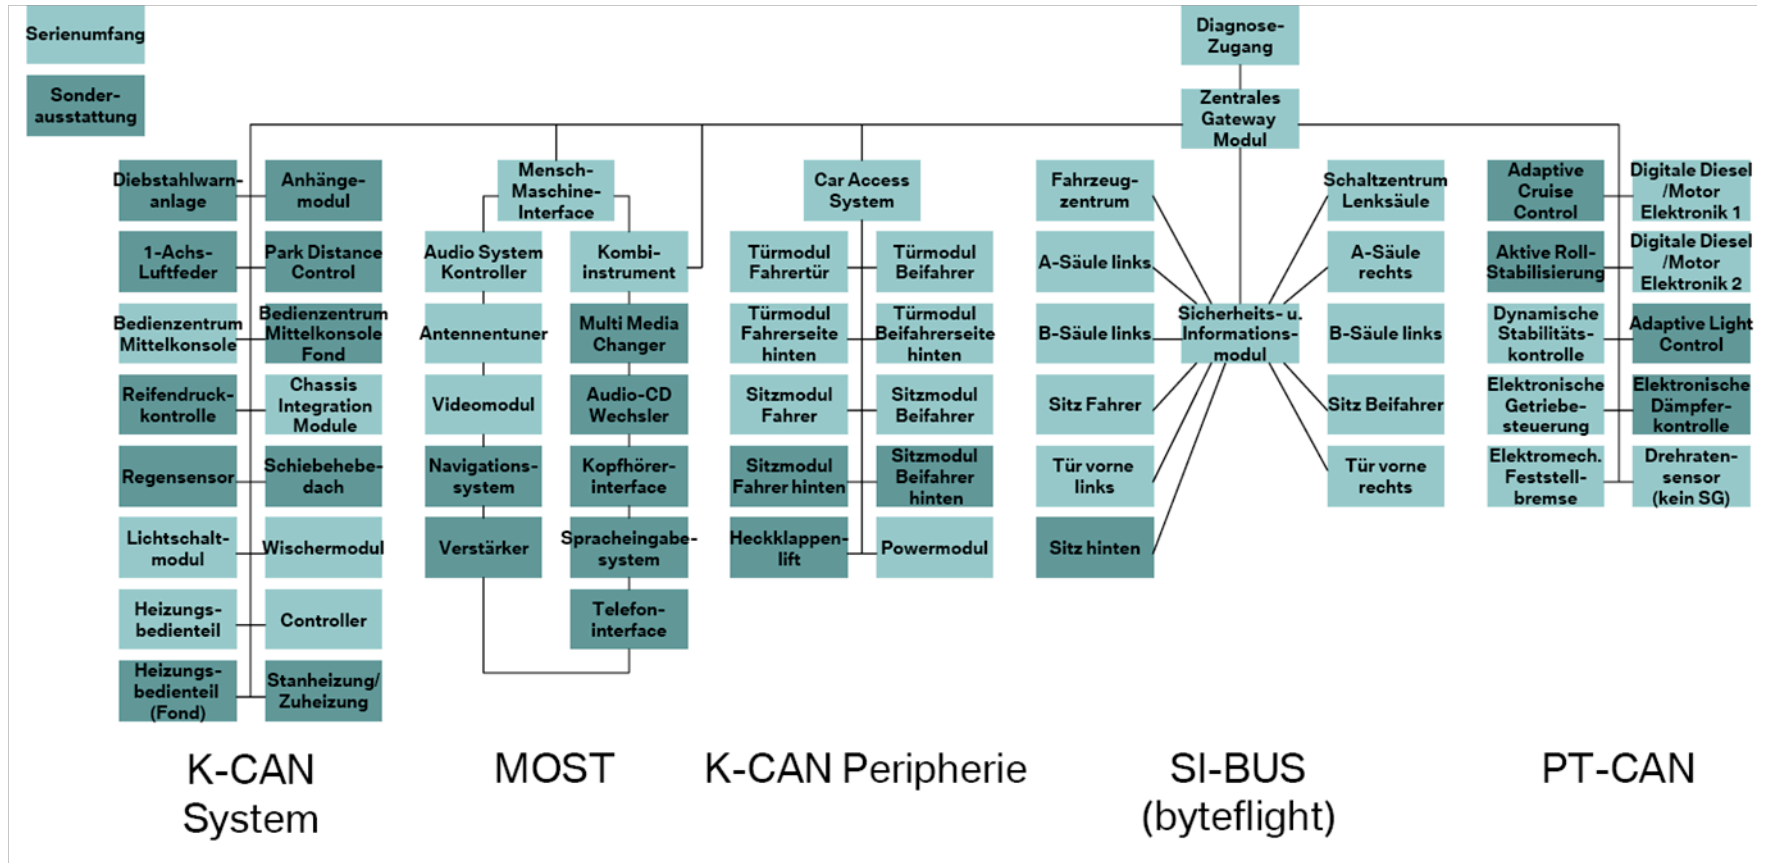 Serienumfang
Sonder-
ausstattung
Diagnose-
Zugang
Zentrales
Gateway
Modul
Diebstahlwarn-
anlage
Anhänge-
modul
1-Achs-
Luftfeder
Park Distance
Control
Bedienzentrum
Mittelkonsole
Bedienzentrum
Mittelkonsole
Fond
Reifendruck-
kontrolle
Chassis
Integration
Module
Regensensor
Schiebehebe-
dach
Lichtschalt-
modul
Wischermodul
Heizungs-
bedienteil
Controller
Heizungs-
bedienteil
(Fond)
Stanheizung/
Zuheizung
K-CAN
System
Mensch-
Maschine-
Interface
Audio System
Kontroller
Kombi-
instrument
Antennentuner
Multi Media
Changer
Videomodul
Audio-CD
Wechsler
Navigations-
system
Kopfhörer-
interface
Verstärker
Spracheingabe-
system
Telefon-
interface
MOST
Car Access
System
Türmodul
Fahrertür
Türmodul
Beifahrer
Türmodul
Fahrerseite
hinten
Türmodul
Beifahrerseite
hinten
Sitzmodul
Fahrer
Sitzmodul
Beifahrer
Sitzmodul
Fahrer hinten
Sitzmodul
Beifahrer
hinten
Heckklappen-
lift
Powermodul
K-CAN Peripherie
Fahrzeug-
zentrum
Schaltzentrum
Lenksäule
A-Säule links
A-Säule
rechts
B-Säule links
Sicherheits- u.
Informations-
modul
B-Säule links
Sitz Fahrer
Sitz Beifahrer
Tür vorne
links
Tür vorne
rechts
Sitz hinten
SI-BUS
(byteflight)
Adaptive
Cruise
Control
Digitale Diesel
/Motor
Elektronik 1
Aktive Roll-
Stabilisierung
Digitale Diesel
/Motor
Elektronik 2
Dynamische
Stabilitäts-
kontrolle
Adaptive Light
Control
Elektronische
Getriebe-
steuerung
Elektronische
Dämpfer-
kontrolle
Elektromech.
Feststell-
bremse
Drehraten-
sensor
(kein SG)
PT-CAN